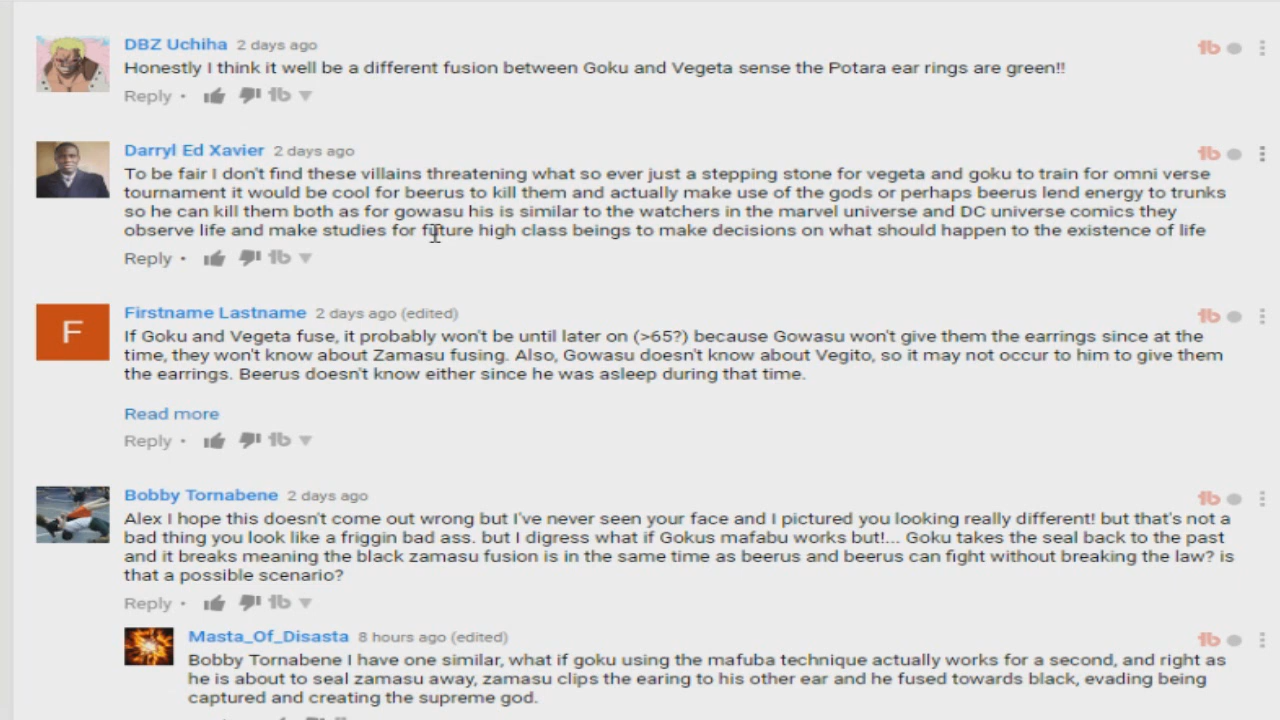 DBZ Uchiha 2 days ago
Honestly I think it well be a different fusion between Goku and Vegeta sense the Potara ear rings are green!!
Reply •
Darryl Ed Xavier 2 days ago
To be fair I don't find these villains threatening what so ever just a stepping stone for vegeta and goku to train for omni verse
tournament it would be cool for beerus to kill them and actually make use of the gods or perhaps beerus lend energy to trunks
so he can kill them both as for gowasu his is similar to the watchers in the marvel universe and DC universe comics they
observe life and make studies for future high class beings to make decisions on what should happen to the existence of life
Reply •
F
Firstname Lastname 2 days ago (edited)
If Goku and Vegeta fuse, it probably won't be until later on (>65?) because Gowasu won't give them the earrings since at the
time, they won't know about Zamasu fusing. Also, Gowasu doesn't know about Vegito, so it may not occur to him to give them
the earrings. Beerus doesn't know either since he was asleep during that time.
Read more
Reply •
Bobby Tornabene 2 days ago
Alex I hope this doesn't come out wrong but I've never seen your face and I pictured you looking really different! but that's not a
bad thing you look like a friggin bad ass. but I digress what if Gokus mafabu works but!... Goku takes the seal back to the past
and it breaks meaning the black zamasu fusion is in the same time as beerus and beerus can fight without breaking the law? is
that a possible scenario?
Reply •
Masta_Of_Disasta 8 hours ago (edited)
Bobby Tornabene I have one similar, what if goku using the mafuba technique actually works for a second, and right as
he is about to seal zamasu away, zamasu clips the earing to his other ear and he fused towards black, evading being
captured and creating the supreme god.